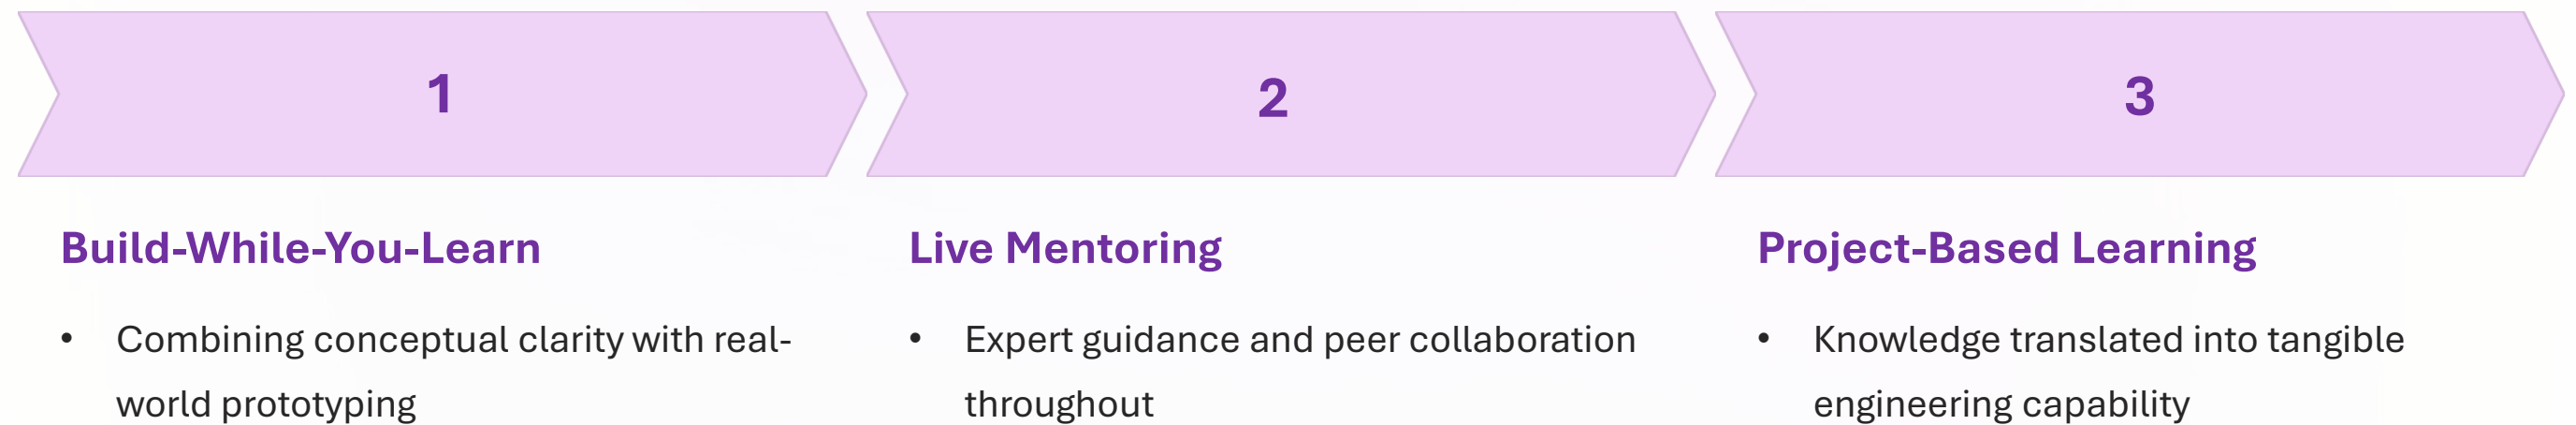 1
2
3
Build-While-You-Learn
• Combining conceptual clarity with real-
world prototyping
Live Mentoring
• Expert guidance and peer collaboration
throughout
Project-Based Learning
• Knowledge translated into tangible
engineering capability